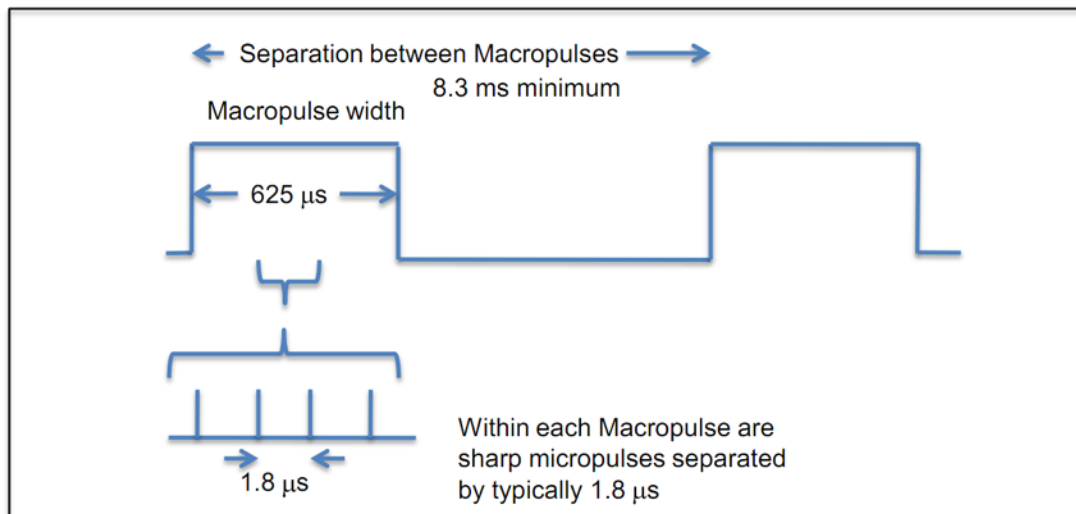 Separation between Macropulses
8.3 ms minimum
Macropulse width
625 μs
1.8 μs
Within each Macropulse are
sharp micropulses separated
by typically 1.8 μs